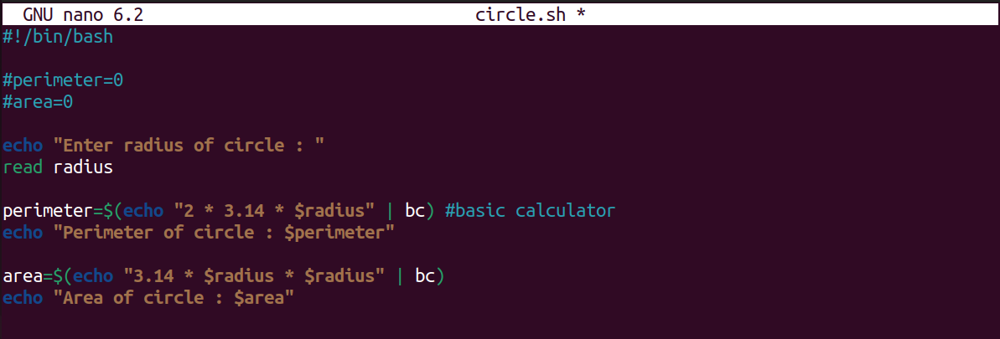 GNU nano 6.2 circle.sh *
#!/bin/bash
#perimeter=0
#area=0
echo "Enter radius of circle : "
read radius
perimeter=$(echo "2 * 3.14 * $radius" | bc) #basic calculator
echo "Perimeter of circle : $perimeter"
area=$(echo "3.14 * $radius * $radius" | bc)
echo "Area of circle : $area"